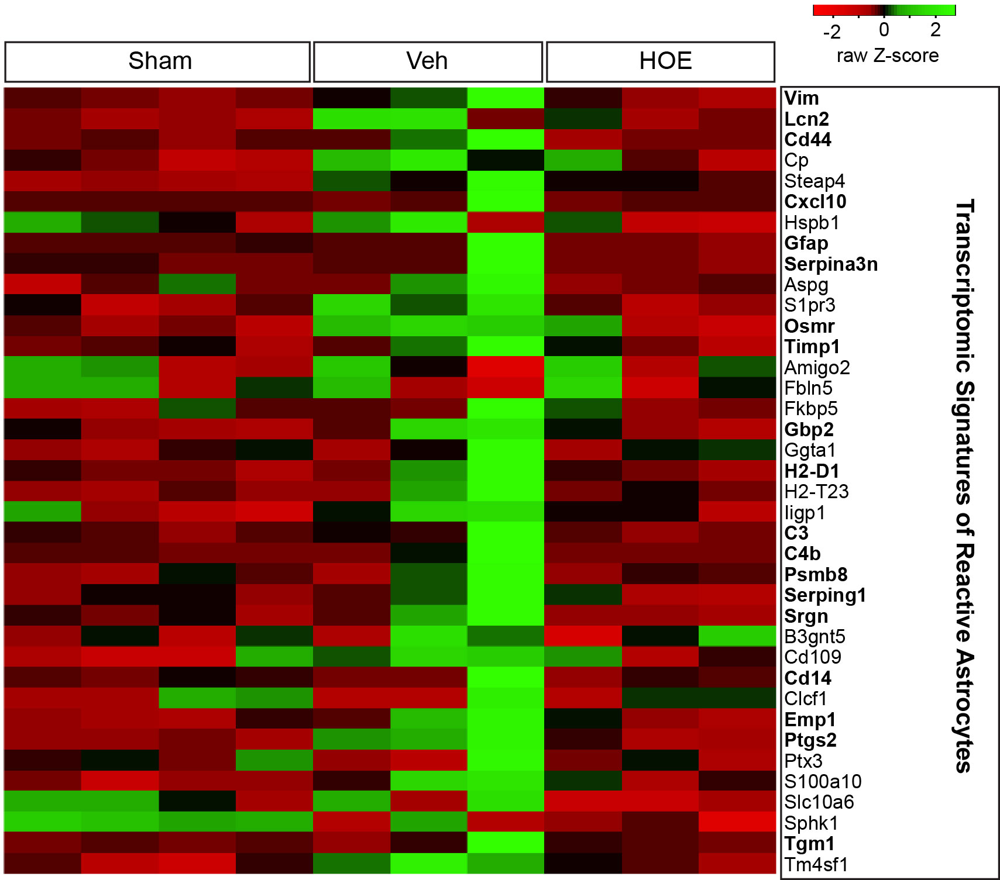 -2 0 2
raw Z-score
Sham Veh HOE
Vim
Lcn2
Cd44
Cp
Steap4
Cxcl10
Hspb1
Gfap
Serpina3n
Aspg
S1pr3
Osmr
Timp1
Amigo2
Fbln5
Fkbp5
Gbp2
Ggta1
H2-D1
H2-T23
Iigp1
C3
C4b
Psmb8
Serping1
Srgn
B3gnt5
Cd109
Cd14
Clcf1
Emp1
Ptgs2
Ptx3
S100a10
Slc10a6
Sphk1
Tgm1
Tm4sf1
Transcriptomic Signatures of Reactive Astrocytes